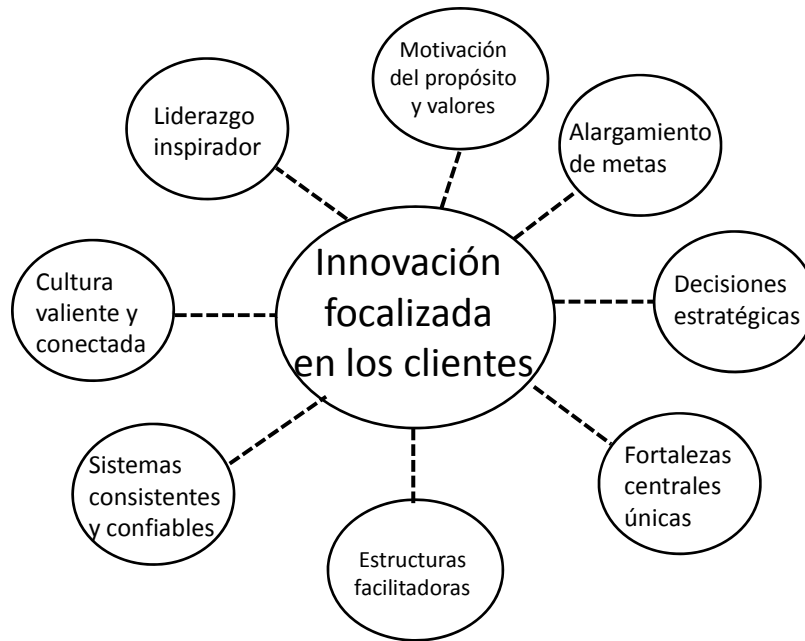 Motivación
del propósito
y valores
Liderazgo
inspirador
Alargamiento
de metas
Innovación
focalizada
en los clientes
Cultura
valiente y
conectada
Decisiones
estratégicas
Sistemas
consistentes
y confiables
Fortalezas
centrales
únicas
Estructuras
facilitadoras